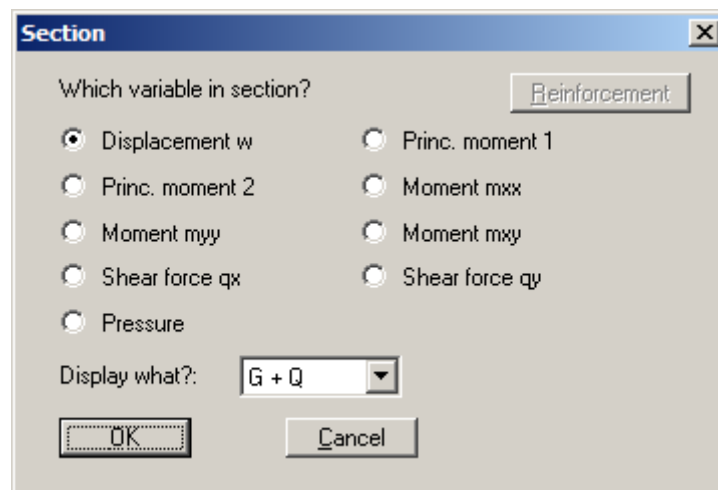 Section
Which variable in section? Reinforcement
Displacement w Princ. moment 1
Princ. moment 2 Moment mxx
Moment myy Moment mxy
Shear force qx Shear force qy
Pressure
Display what?: G + Q
OK Cancel